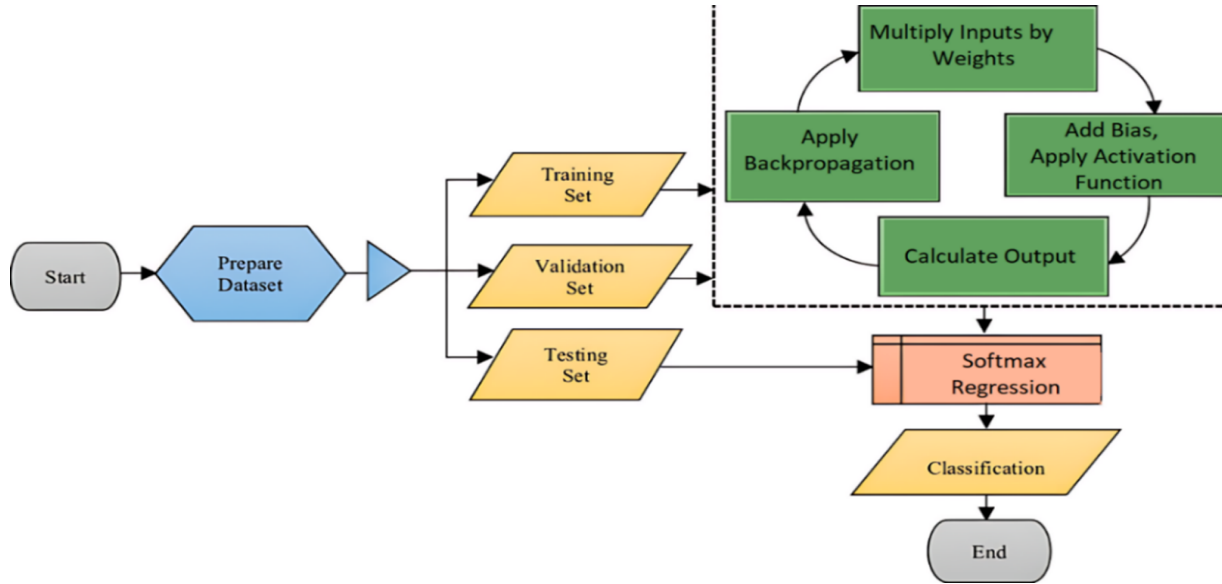 Multiply Inputs by
Weights
Apply
Backpropagation
Add Bias,
Apply Activation
Function
Calculate Output
Training
Set
Start
Prepare
Dataset
Validation
Set
Testing
Set
Softmax
Regression
Classification
End